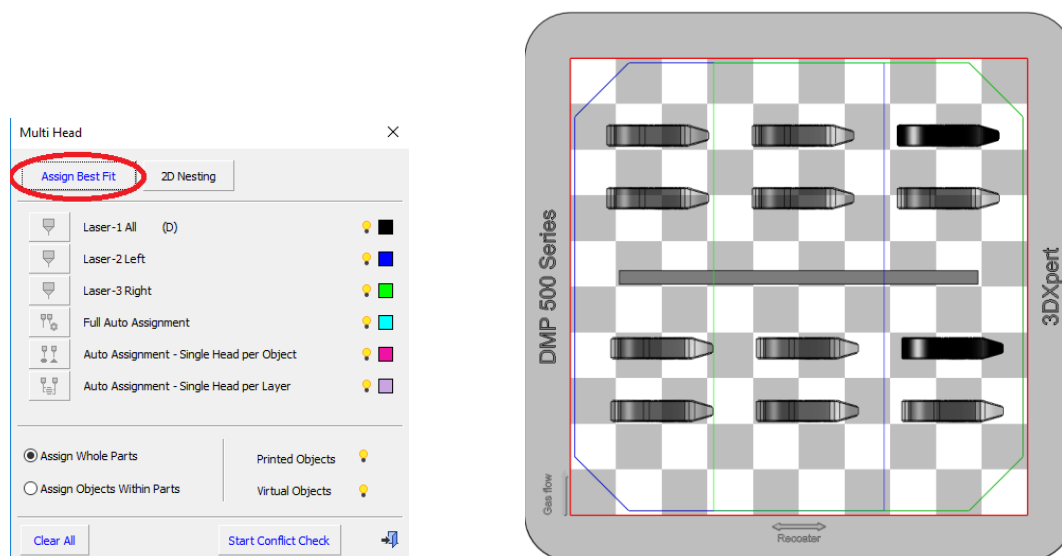 Multi Head
Assign Best Fit
2D Nesting
Laser-1 All (D)
Laser-2 Left
Laser-3 Right
Full Auto Assignment
Auto Assignment - Single Head per Object
Auto Assignment - Single Head per Layer
Assign Whole Parts
Printed Objects
Assign Objects Within Parts
Virtual Objects
Clear All
Start Conflict Check
DMP 500 Series
3DXpert
Gas flow
Recoater